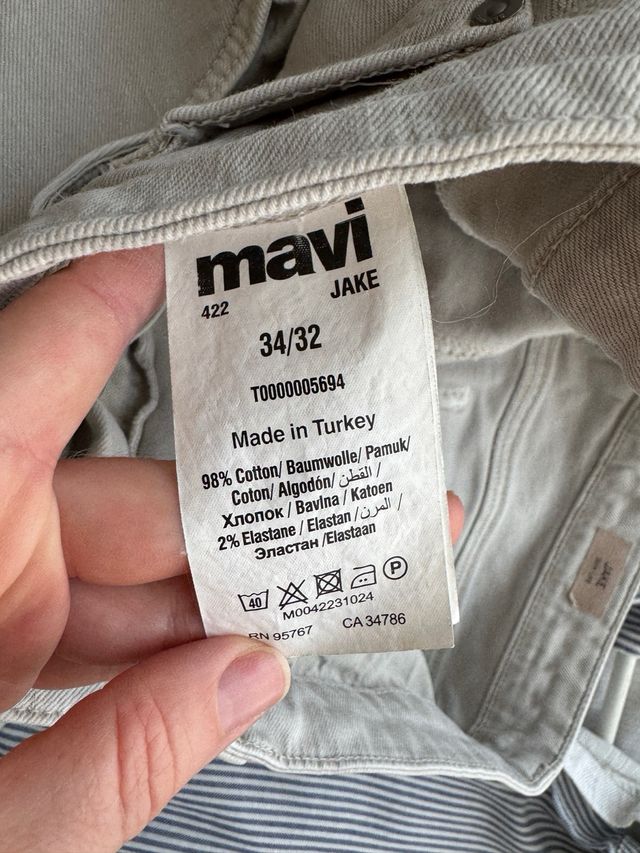 mavi
422
JAKE
34/32
T0000005694
Made in Turkey
98% Cotton/ Baumwolle/ Pamuk/
Coton/ Algodón/ القطن /
Хлопок / Bavlna / Katoen
2% Elastane / Elastan / المرن /
Эластан /Elastaan
40
P
M0042231024
RN 95767 CA 34786
JAKE